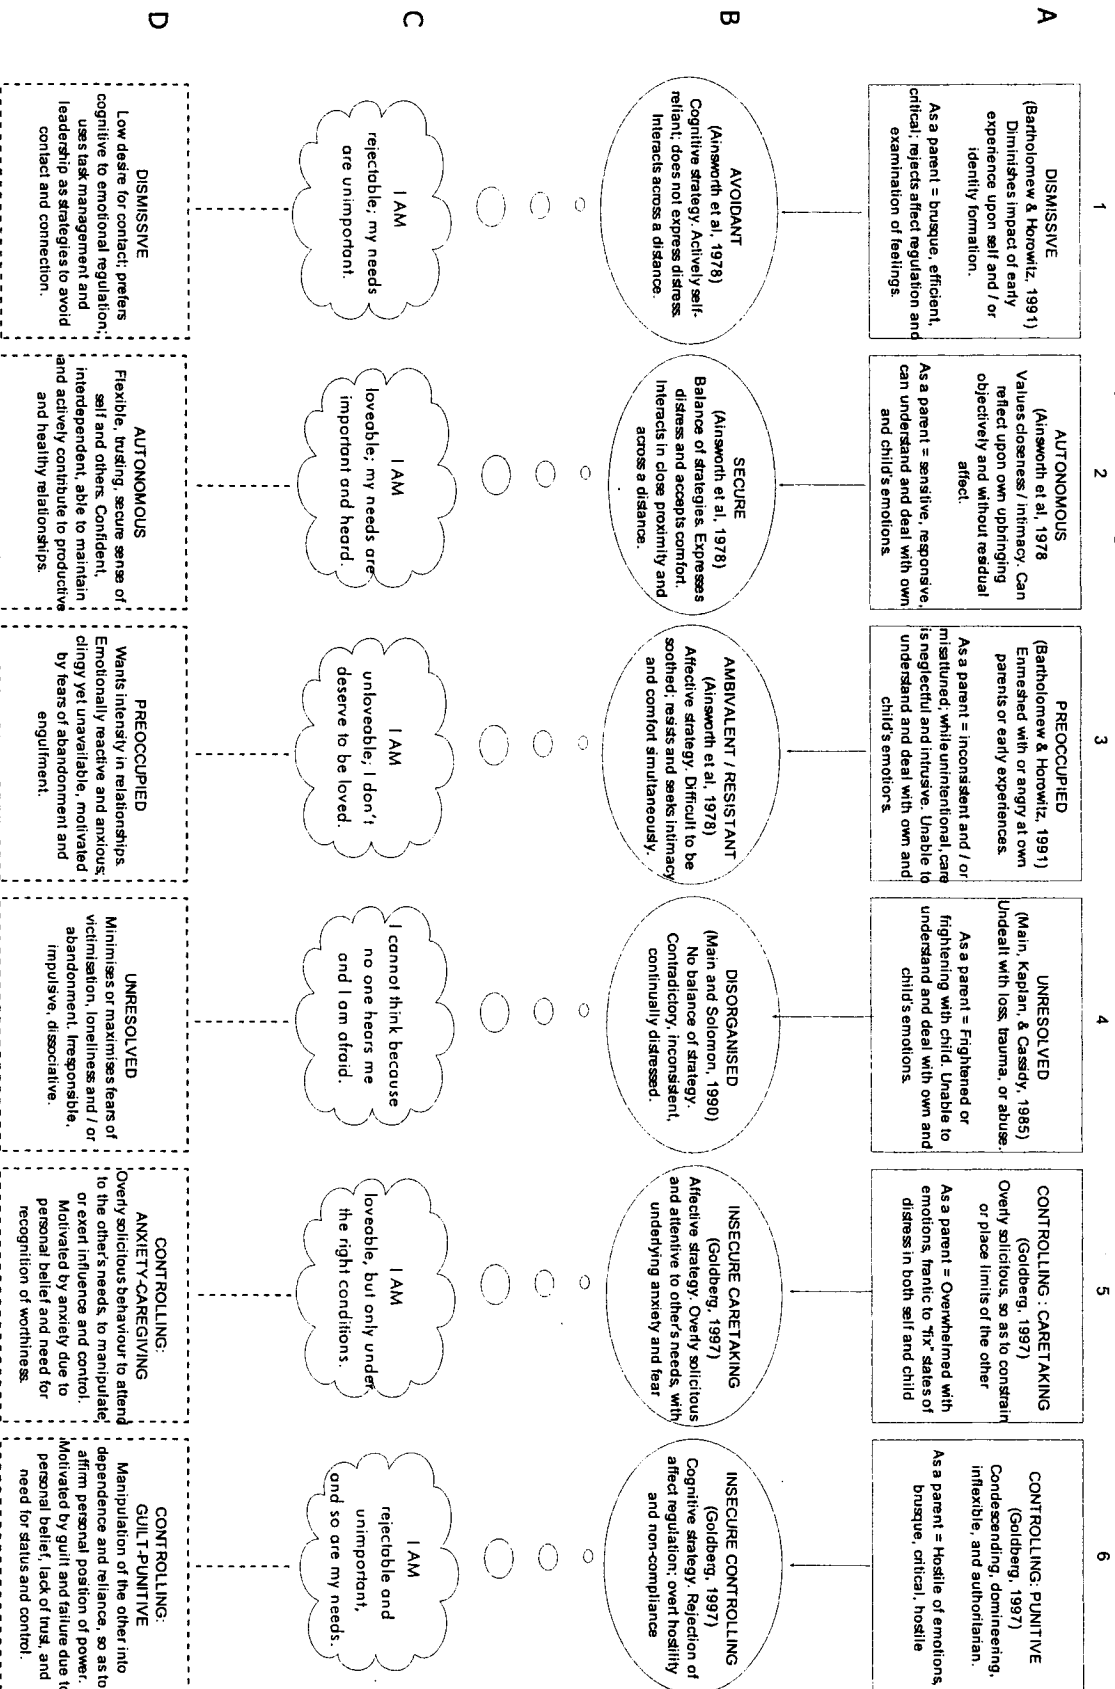 1
2
3
4
5
6
A
DISMISSIVE
(Bartholomew & Horowitz, 1991)
Diminishes impact of early
experience upon self and / or
identity formation.
As a parent = brusque, efficient,
critical; rejects affect regulation and
examination of feelings.
AUTONOMOUS
(Ainsworth et al, 1978
Values closeness / intimacy. Can
reflect upon own upbringing
objectively and without residual
affect.
As a parent = sensitive, responsive,
can understand and deal with own
and child's emotions.
PREOCCUPIED
(Bartholomew & Horowitz, 1991)
Enmeshed with or angry at own
parents or early experiences.
As a parent = inconsistent and / or
misattuned; while unintentional, care
is neglectful and intrusive. Unable to
understand and deal with own and
child's emotions.
UNRESOLVED
(Main, Kaplan, & Cassidy, 1985)
Undealt with loss, trauma, or abuse.
As a parent = Frightened or
frightening with child. Unable to
understand and deal with own and
child's emotions.
CONTROLLING : CARETAKING
(Goldberg, 1997)
Overly solicitous, so as to constrain
or place limits of the other
As a parent = Overwhelmed with
emotions, frantic to "fix" states of
distress in both self and child
CONTROLLING: PUNITIVE
(Goldberg, 1997)
Condescending, domineering,
inflexible, and authoritarian.
As a parent = Hostile of emotions,
brusque, critical, hostile
B
AVOIDANT
(Ainsworth et al, 1978)
Cognitive strategy. Actively self-
reliant; does not express distress.
Interacts across a distance.
SECURE
(Ainsworth et al, 1978)
Balance of strategies. Expresses
distress and accepts comfort.
Interacts in close proximity and
across a distance.
AMBIVALENT / RESISTANT
(Ainsworth et al, 1978)
Affective strategy. Difficult to be
soothed; resists and seeks intimacy
and comfort simultaneously.
DISORGANISED
(Main and Solomon, 1990)
No balance of strategy.
Contradictory, inconsistent,
continually distressed.
INSECURE CARETAKING
(Goldberg, 1997)
Affective strategy. Overly solicitous
and attentive to other's needs, with
underlying anxiety and fear
INSECURE CONTROLLING
(Goldberg, 1997)
Cognitive strategy. Rejection of
affect regulation; overt hostility
and non-compliance
C
I AM
rejectable; my needs
are unimportant.
I AM
loveable; my needs are
important and heard.
I AM
unloveable; I don't
deserve to be loved.
I cannot think because
no one hears me
and I am afraid.
I AM
loveable, but only under
the right conditions.
I AM
rejectable and
unimportant,
and so are my needs.
D
DISMISSIVE
Low desire for contact; prefers
cognitive to emotional regulation;
uses task management and
leadership as strategies to avoid
contact and connection.
AUTONOMOUS
Flexible, trusting, secure sense of
self and others. Confident,
interdependent, able to maintain
and actively contribute to productive
and healthy relationships.
PREOCCUPIED
Wants intensity in relationships.
Emotionally reactive and anxious;
clingy yet unavailable, motivated
by fears of abandonment and
engulfment.
UNRESOLVED
Minimises or maximises fears of
victimisation, loneliness and / or
abandonment. Irresponsible,
impulsive, dissociative.
CONTROLLING:
ANXIETY-CAREGIVING
Overly solicitous behaviour to attend
to the other's needs, to manipulate
or exert influence and control.
Motivated by anxiety due to
personal belief and need for
recognition of worthiness.
CONTROLLING:
GUILT-PUNITIVE
Manipulation of the other into
dependence and reliance, so as to
affirm personal position of power.
Motivated by guilt and failure due to
personal belief, lack of trust, and
need for status and control.